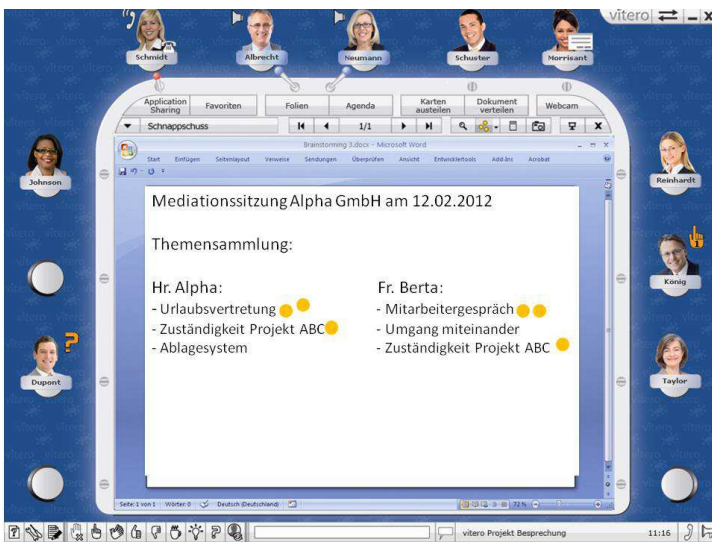 vitero
Schmidt
Albrecht
Neumann
Schuster
Morrisant
Application Sharing
Favoriten
Folien
Agenda
Karten austeilen
Dokument verteilen
Webcam
Schnappschuss
1/1
X
Brainstorming 3.docx - Microsoft Word
Start Einfügen Seitenlayout Verweise Sendungen Überprüfen Ansicht Entwicklertools Add-Ins Acrobat
Johnson
Reinhardt
Mediationssitzung Alpha GmbH am 12.02.2012
Themensammlung:
Hr. Alpha:
- Urlaubsvertretung
- Zuständigkeit Projekt ABC
- Ablagesystem
Fr. Berta:
- Mitarbeitergespräch
- Umgang miteinander
- Zuständigkeit Projekt ABC
König
Dupont
?
Taylor
Seite: 1 von 1 Wörter: 0 Deutsch (Deutschland) 72%
vitero Projekt Besprechung
11:16